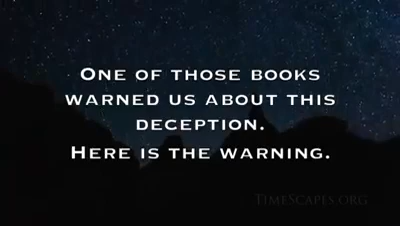 One of those books
warned us about this
deception.
Here is the warning.
TimeScapes.org